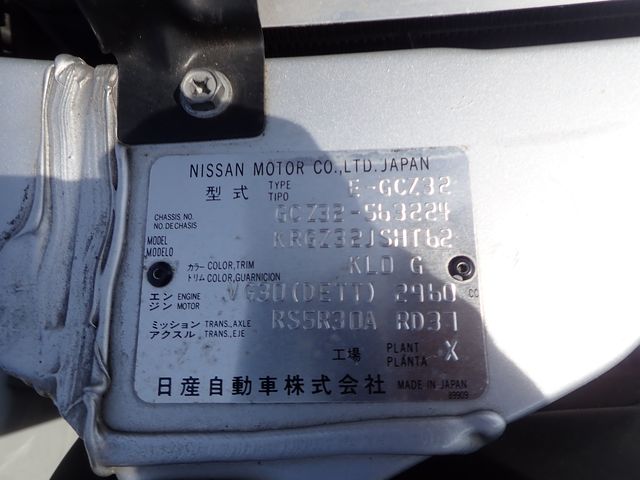 NISSAN MOTOR CO.,LTD.JAPAN
型式 TYPE TIPO E-GCZ32
CHASSIS NO. NO.DECHASIS GCZ32-563224
MODEL MODELO KRGZ32JSHT62
カラー COLOR,TRIM KL0 G
トリム COLOR,GUARNICION
エンジン ENGINE MOTOR VG30(DETT) 2960 CC
ミッション TRANS.,AXLE RS5R30A RD37
アクスル TRANS.,EJE
工場 PLANT PLANTA X
日産自動車株式会社 MADE IN JAPAN
89909